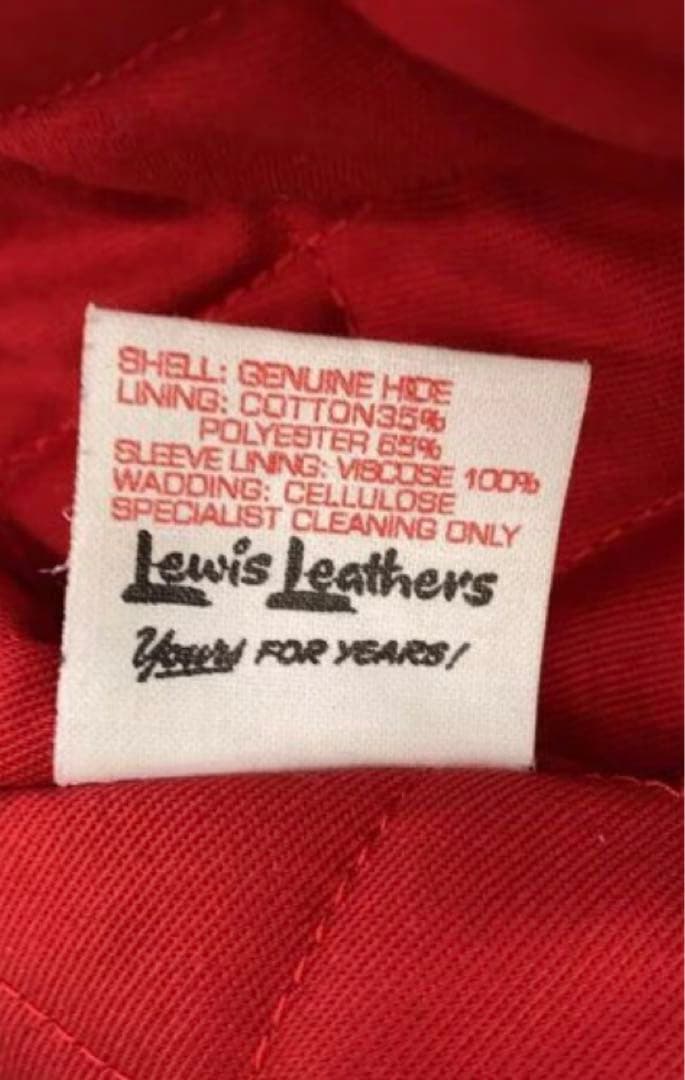 SHELL: GENUINE HIDE
LINING: COTTON35%
POLYESTER 65%
SLEEVE LINING: VISCOSE 100%
WADDING: CELLULOSE
SPECIALIST CLEANING ONLY
Lewis Leathers
Yours FOR YEARS!